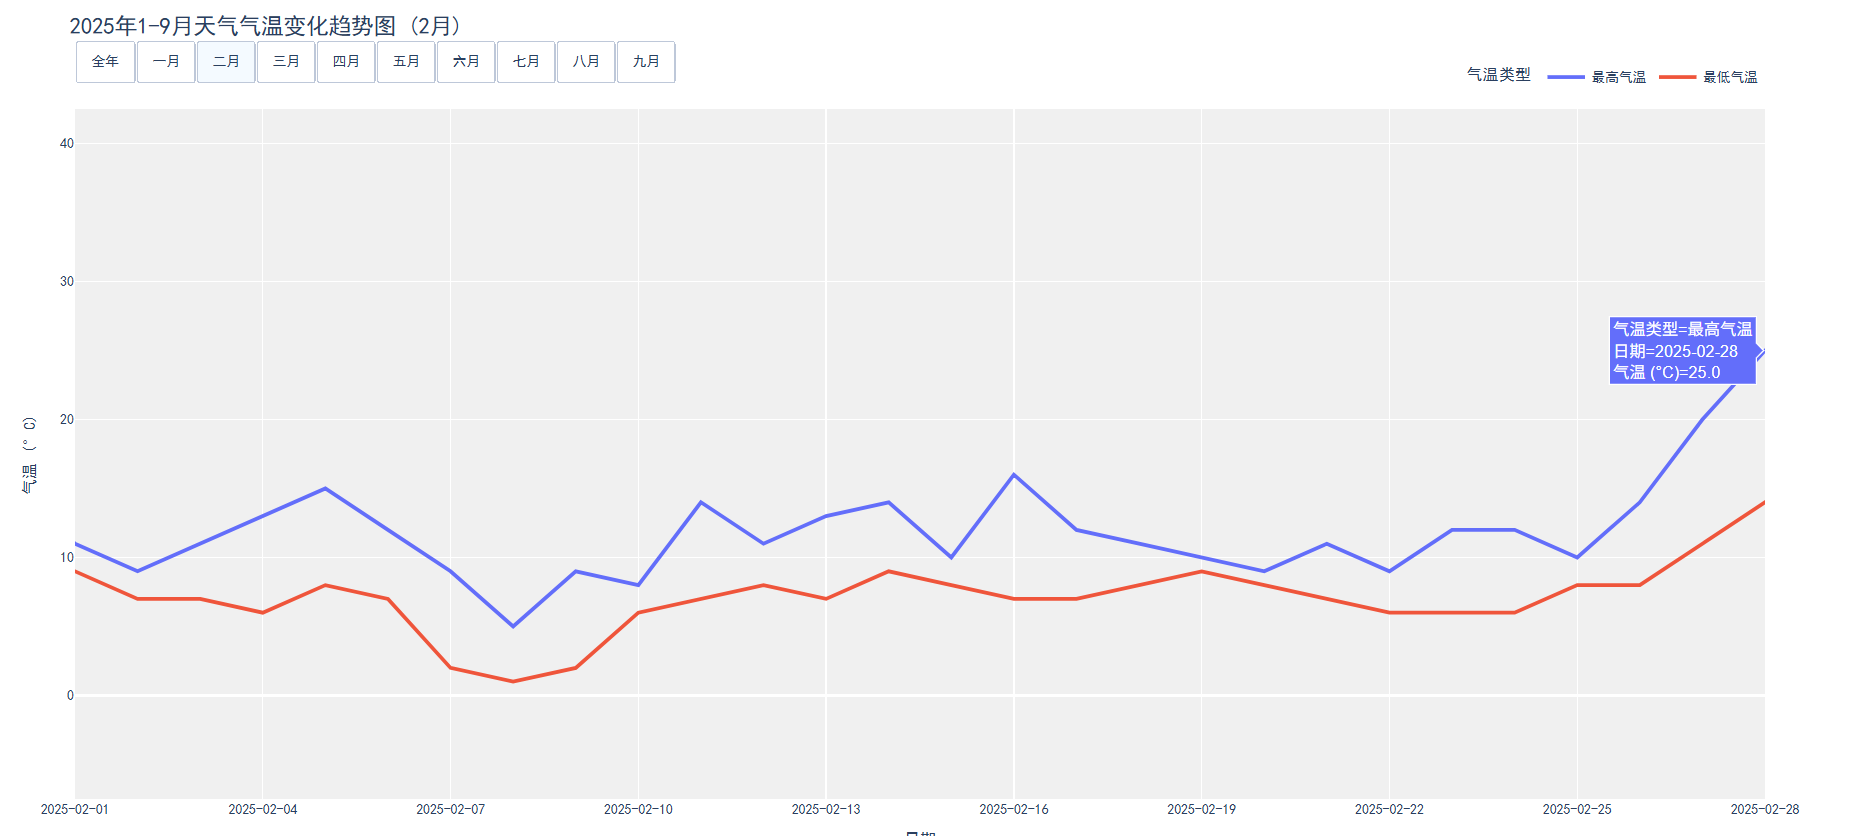 2025年1-9月天气气温变化趋势图 (2月)
全年 一月 二月 三月 四月 五月 六月 七月 八月 九月
气温类型 最高气温 最低气温
40
30
气温类型=最高气温
日期=2025-02-28
气温 (°C)=25.0
20
气温 (°C)
10
0
2025-02-01 2025-02-04 2025-02-07 2025-02-10 2025-02-13 2025-02-16 2025-02-19 2025-02-22 2025-02-25 2025-02-28